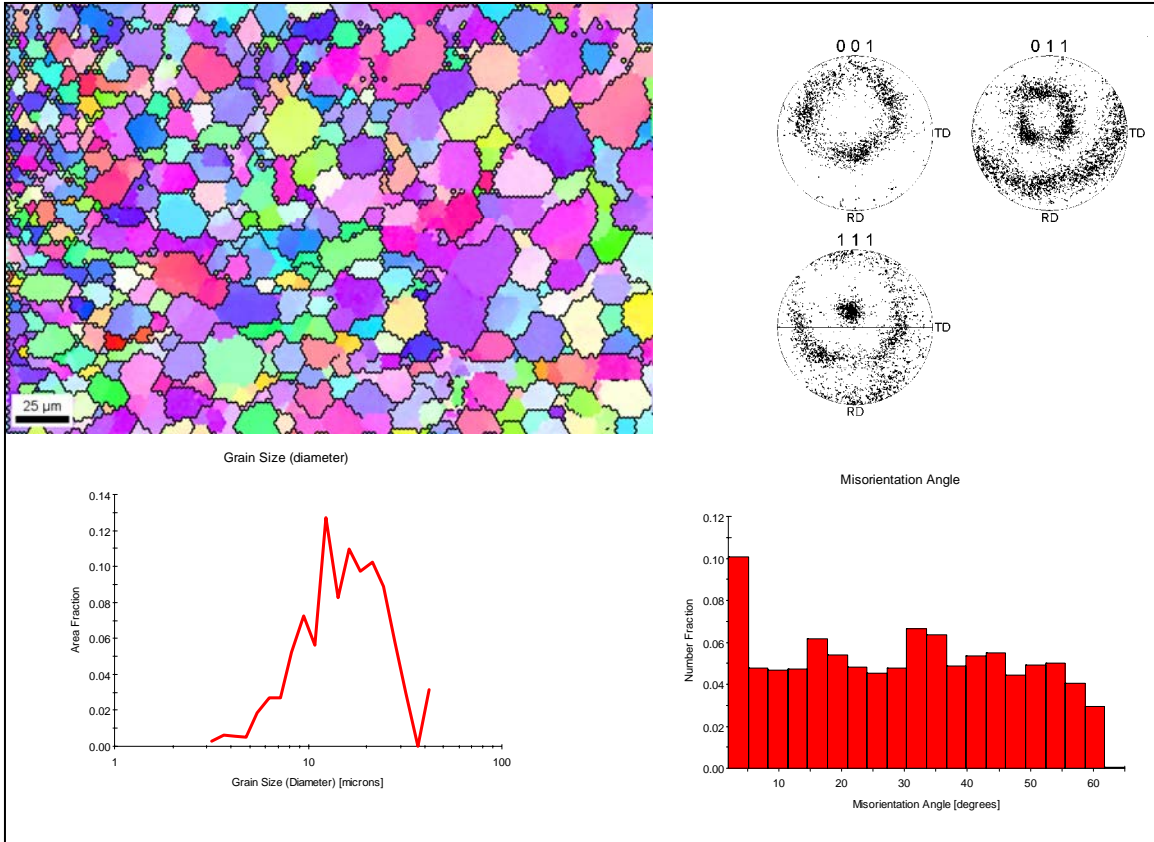 0 0 1
0 1 1
TD
TD
RD
RD
1 1 1
TD
RD
25 µm
Grain Size (diameter)
0.14
0.12
0.10
0.08
0.06
0.04
0.02
0.00
Area Fraction
1
10
100
Grain Size (Diameter) [microns]
Misorientation Angle
0.12
0.10
0.08
0.06
0.04
0.02
0.00
Number Fraction
10
20
30
40
50
60
Misorientation Angle [degrees]